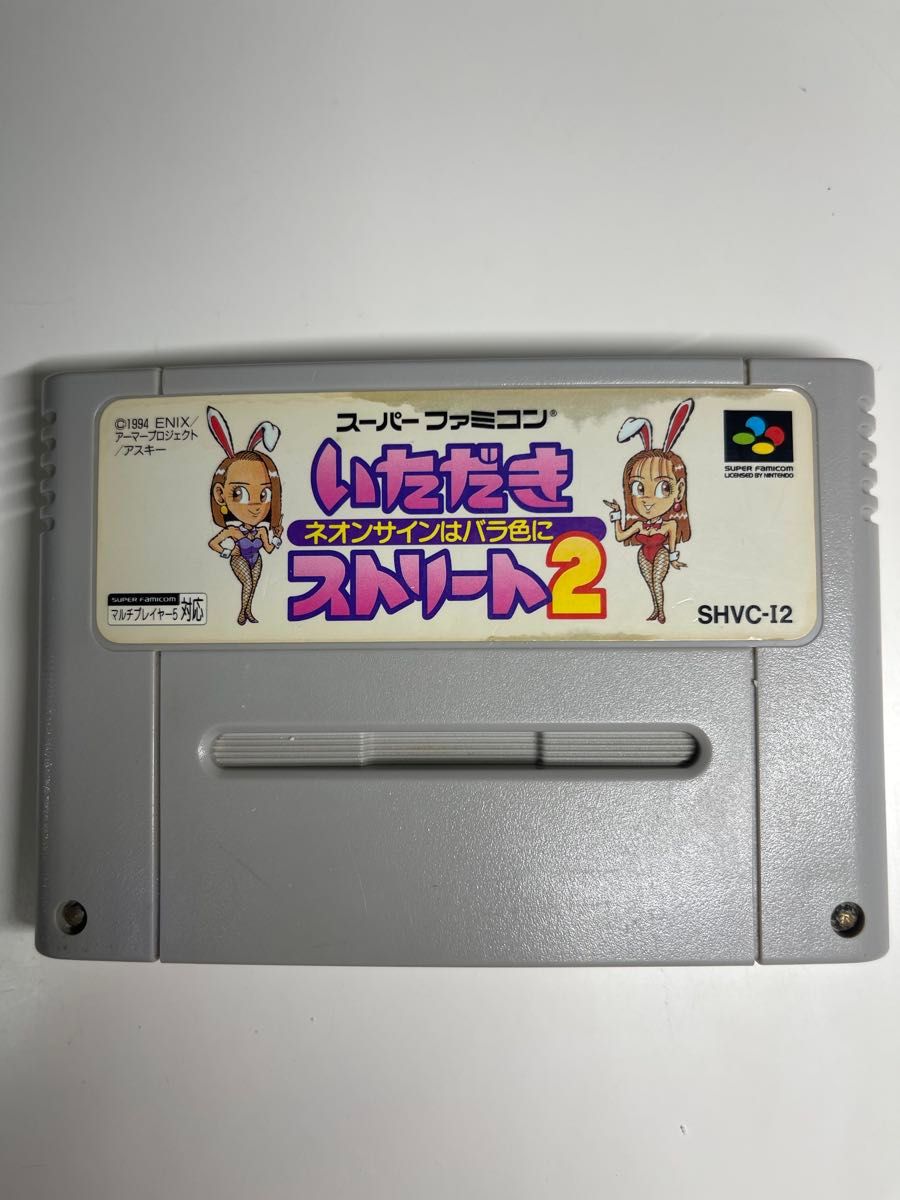 スーパーファミコン®
©1994 ENIX/
アーマープロジェクト
/アスキー
いただき
ネオンサインはバラ色に
ストリート2
SUPER FAMICOM
LICENSED BY NINTENDO
SUPER FAMICOM
マルチプレイヤー5 対応
SHVC-I2